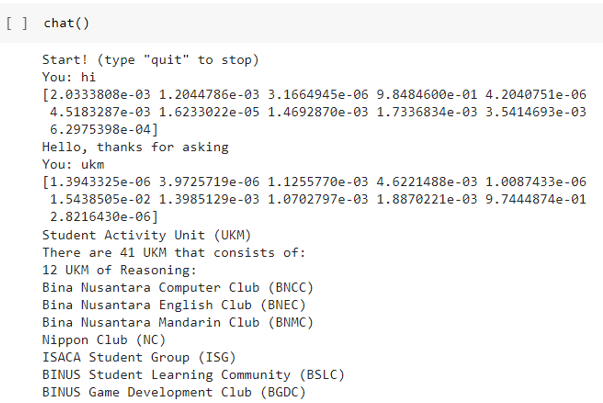 [ ] chat()
Start! (type "quit" to stop)
You: hi
[2.0333808e-03 1.2044786e-03 3.1664945e-06 9.8484600e-01 4.2040751e-06
4.5183287e-03 1.6233022e-05 1.4692870e-03 1.7336834e-03 3.5414693e-03
6.2975398e-04]
Hello, thanks for asking
You: ukm
[1.3943325e-06 3.9725719e-06 1.1255770e-03 4.6221488e-03 1.0087433e-06
1.5438505e-02 1.3985129e-03 1.0702797e-03 1.8870221e-03 9.7444874e-01
2.8216430e-06]
Student Activity Unit (UKM)
There are 41 UKM that consists of:
12 UKM of Reasoning:
Bina Nusantara Computer Club (BNCC)
Bina Nusantara English Club (BNEC)
Bina Nusantara Mandarin Club (BNMC)
Nippon Club (NC)
ISACA Student Group (ISG)
BINUS Student Learning Community (BSLC)
BINUS Game Development Club (BGDC)